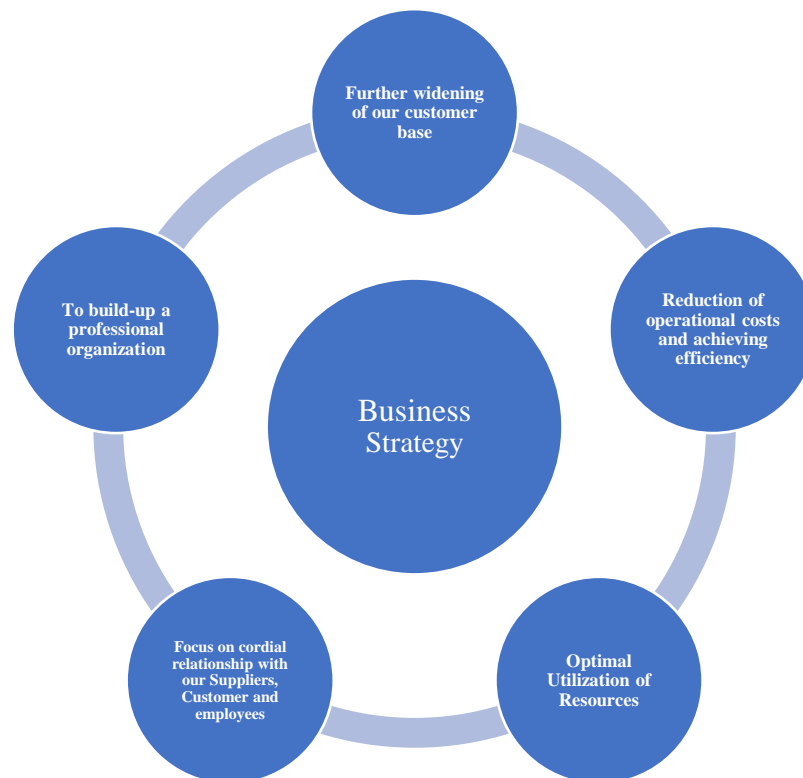 Further widening
of our customer
base
Reduction of
operational costs
and achieving
efficiency
Optimal
Utilization of
Resources
Focus on cordial
relationship with
our Suppliers,
Customer and
employees
To build-up a
professional
organization
Business
Strategy